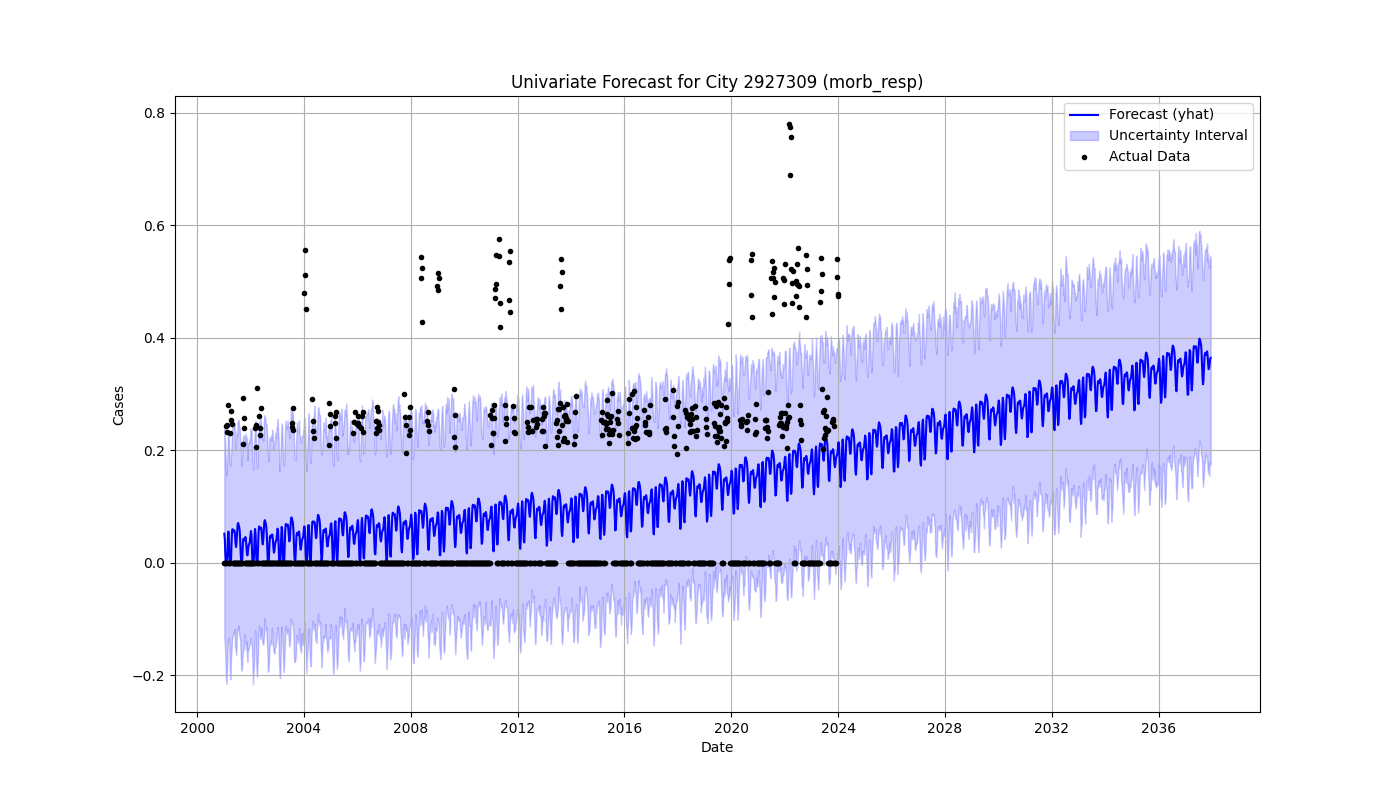 Univariate Forecast for City 2927309 (morb_resp)
Forecast (yhat)
Uncertainty Interval
Actual Data
Cases
0.8
0.6
0.4
0.2
0.0
−0.2
2000
2004
2008
2012
2016
2020
2024
2028
2032
2036
Date